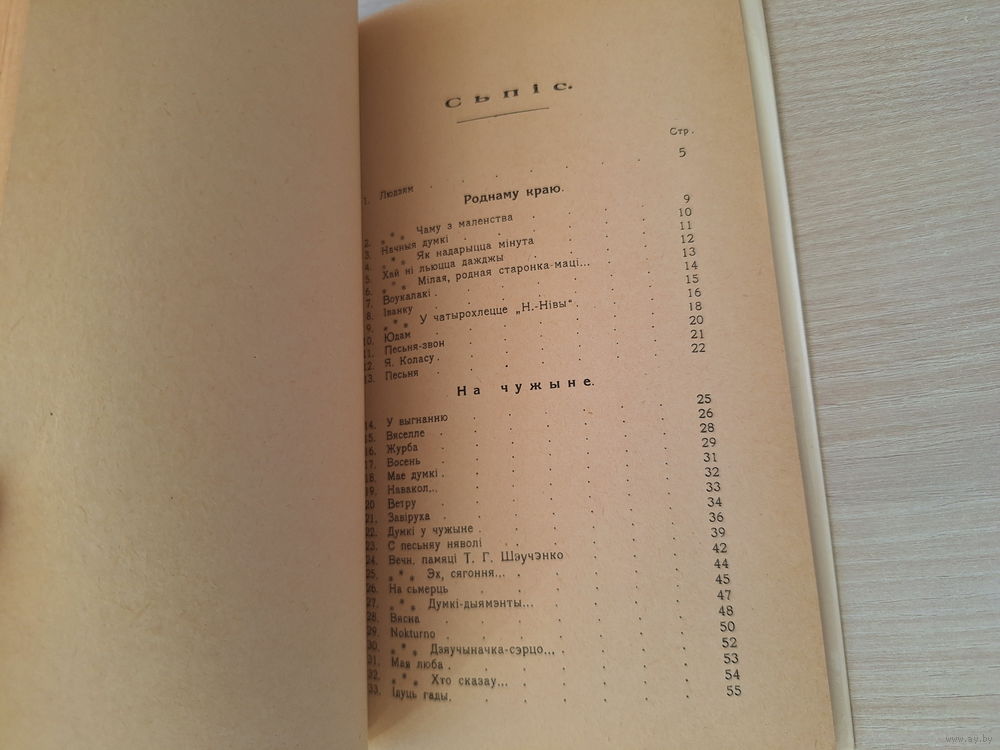 Сьпіс.
Стр.
1. Людзям . . . . . 5
Роднаму краю.
2. * * * Чаму з маленства . . . . 9
3. Начныя думкі . . . . . 10
4. * * * Як надарыцца мінута . . . . 11
5. Хай ні льюцца дажджы . . . . 12
6. * * * Мілая, родная старонка-маці... . . . 13
7. Воукалакі . . . . . 14
8. Іванку . . . . . 15
9. * * * У чатырохлецце „Н.-Нівы“ . . . 16
10. Юдам . . . . . 18
11. Песьня-звон . . . . . 20
12. Я. Коласу . . . . . 21
13. Песьня . . . . . 22
На чужыне.
14. У выгнанню . . . . . 25
15. Вяселле . . . . . 26
16. Журба . . . . . 28
17. Восень . . . . . 29
18. Мае думкі . . . . . 31
19. Навакол... . . . . . 32
20 Ветру . . . . . 33
21. Завіруха . . . . . 34
22. Думкі у чужыне . . . . . 36
23. С песьняу няволі . . . . . 39
24. Вечн. памяці Т. Г. Шэучэнко . . . 42
25. * * * Эх, сягоння... . . . . 44
26. На сьмерць . . . . . 45
27. * * * Думкі-дыямэнты... . . . . 47
28. Вясна . . . . . 48
29. Nokturno . . . . . 50
30. * * * Дзяучыначка-сэрцо... . . . . 52
31. Мая люба . . . . . 53
32. * * * Хто сказау... . . . . 54
33. Ідуць гады. . . . . . 55
www.ay.by